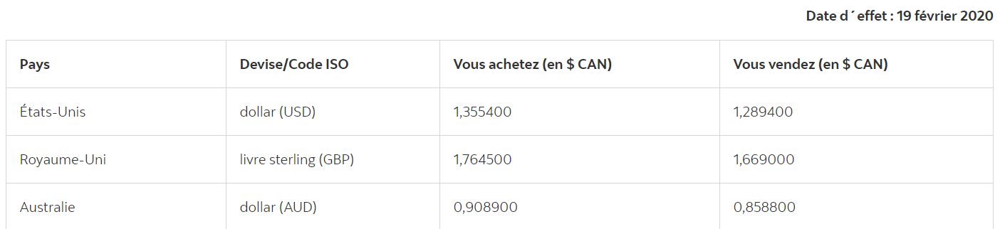 Date d´effet : 19 février 2020
Pays Devise/Code ISO Vous achetez (en $ CAN) Vous vendez (en $ CAN)
États-Unis dollar (USD) 1,355400 1,289400
Royaume-Uni livre sterling (GBP) 1,764500 1,669000
Australie dollar (AUD) 0,908900 0,858800